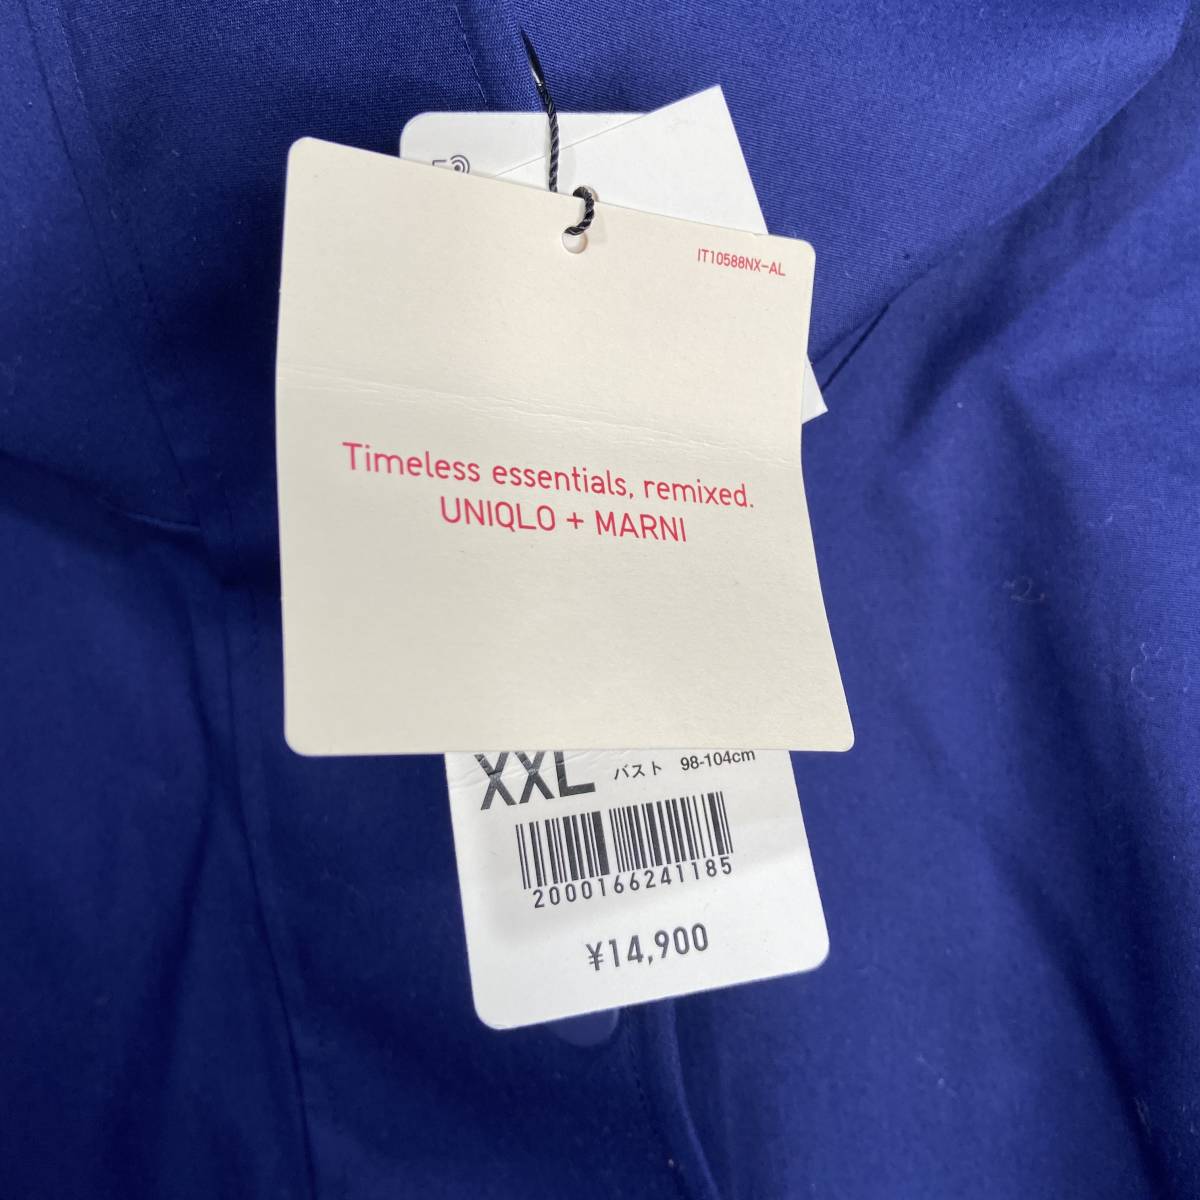 IT10588NX-AL
Timeless essentials, remixed.
UNIQLO + MARNI
XXL バスト 98-104cm
2000166241185
¥14,900